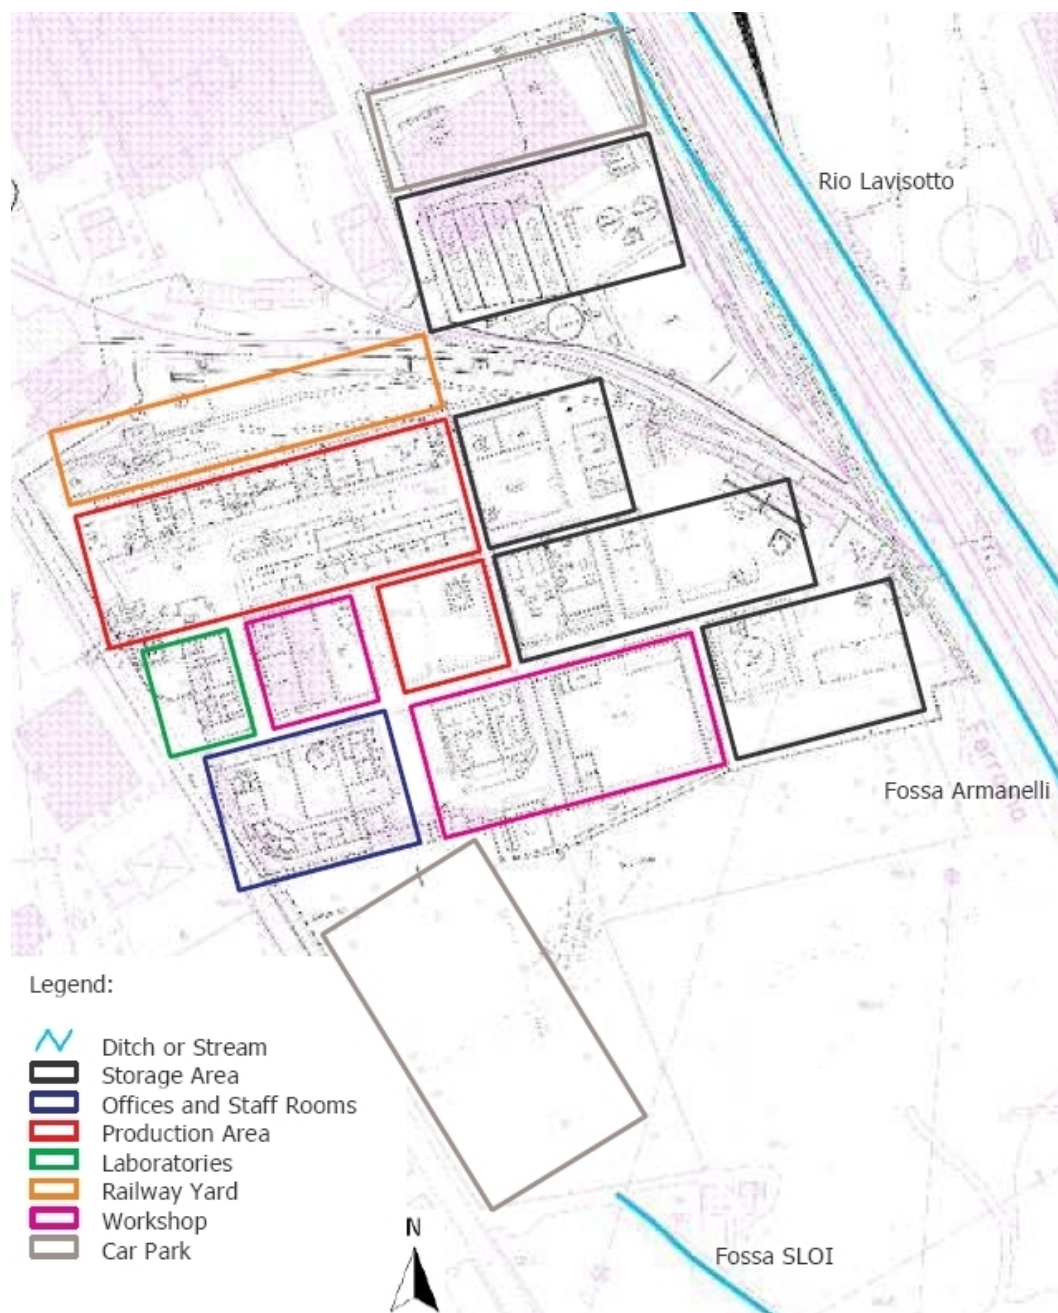 Rio Lavisotto
Fossa Armanelli
Legend:
Ditch or Stream
Storage Area
Offices and Staff Rooms
Production Area
Laboratories
Railway Yard
Workshop
Car Park
N
Fossa SLOI